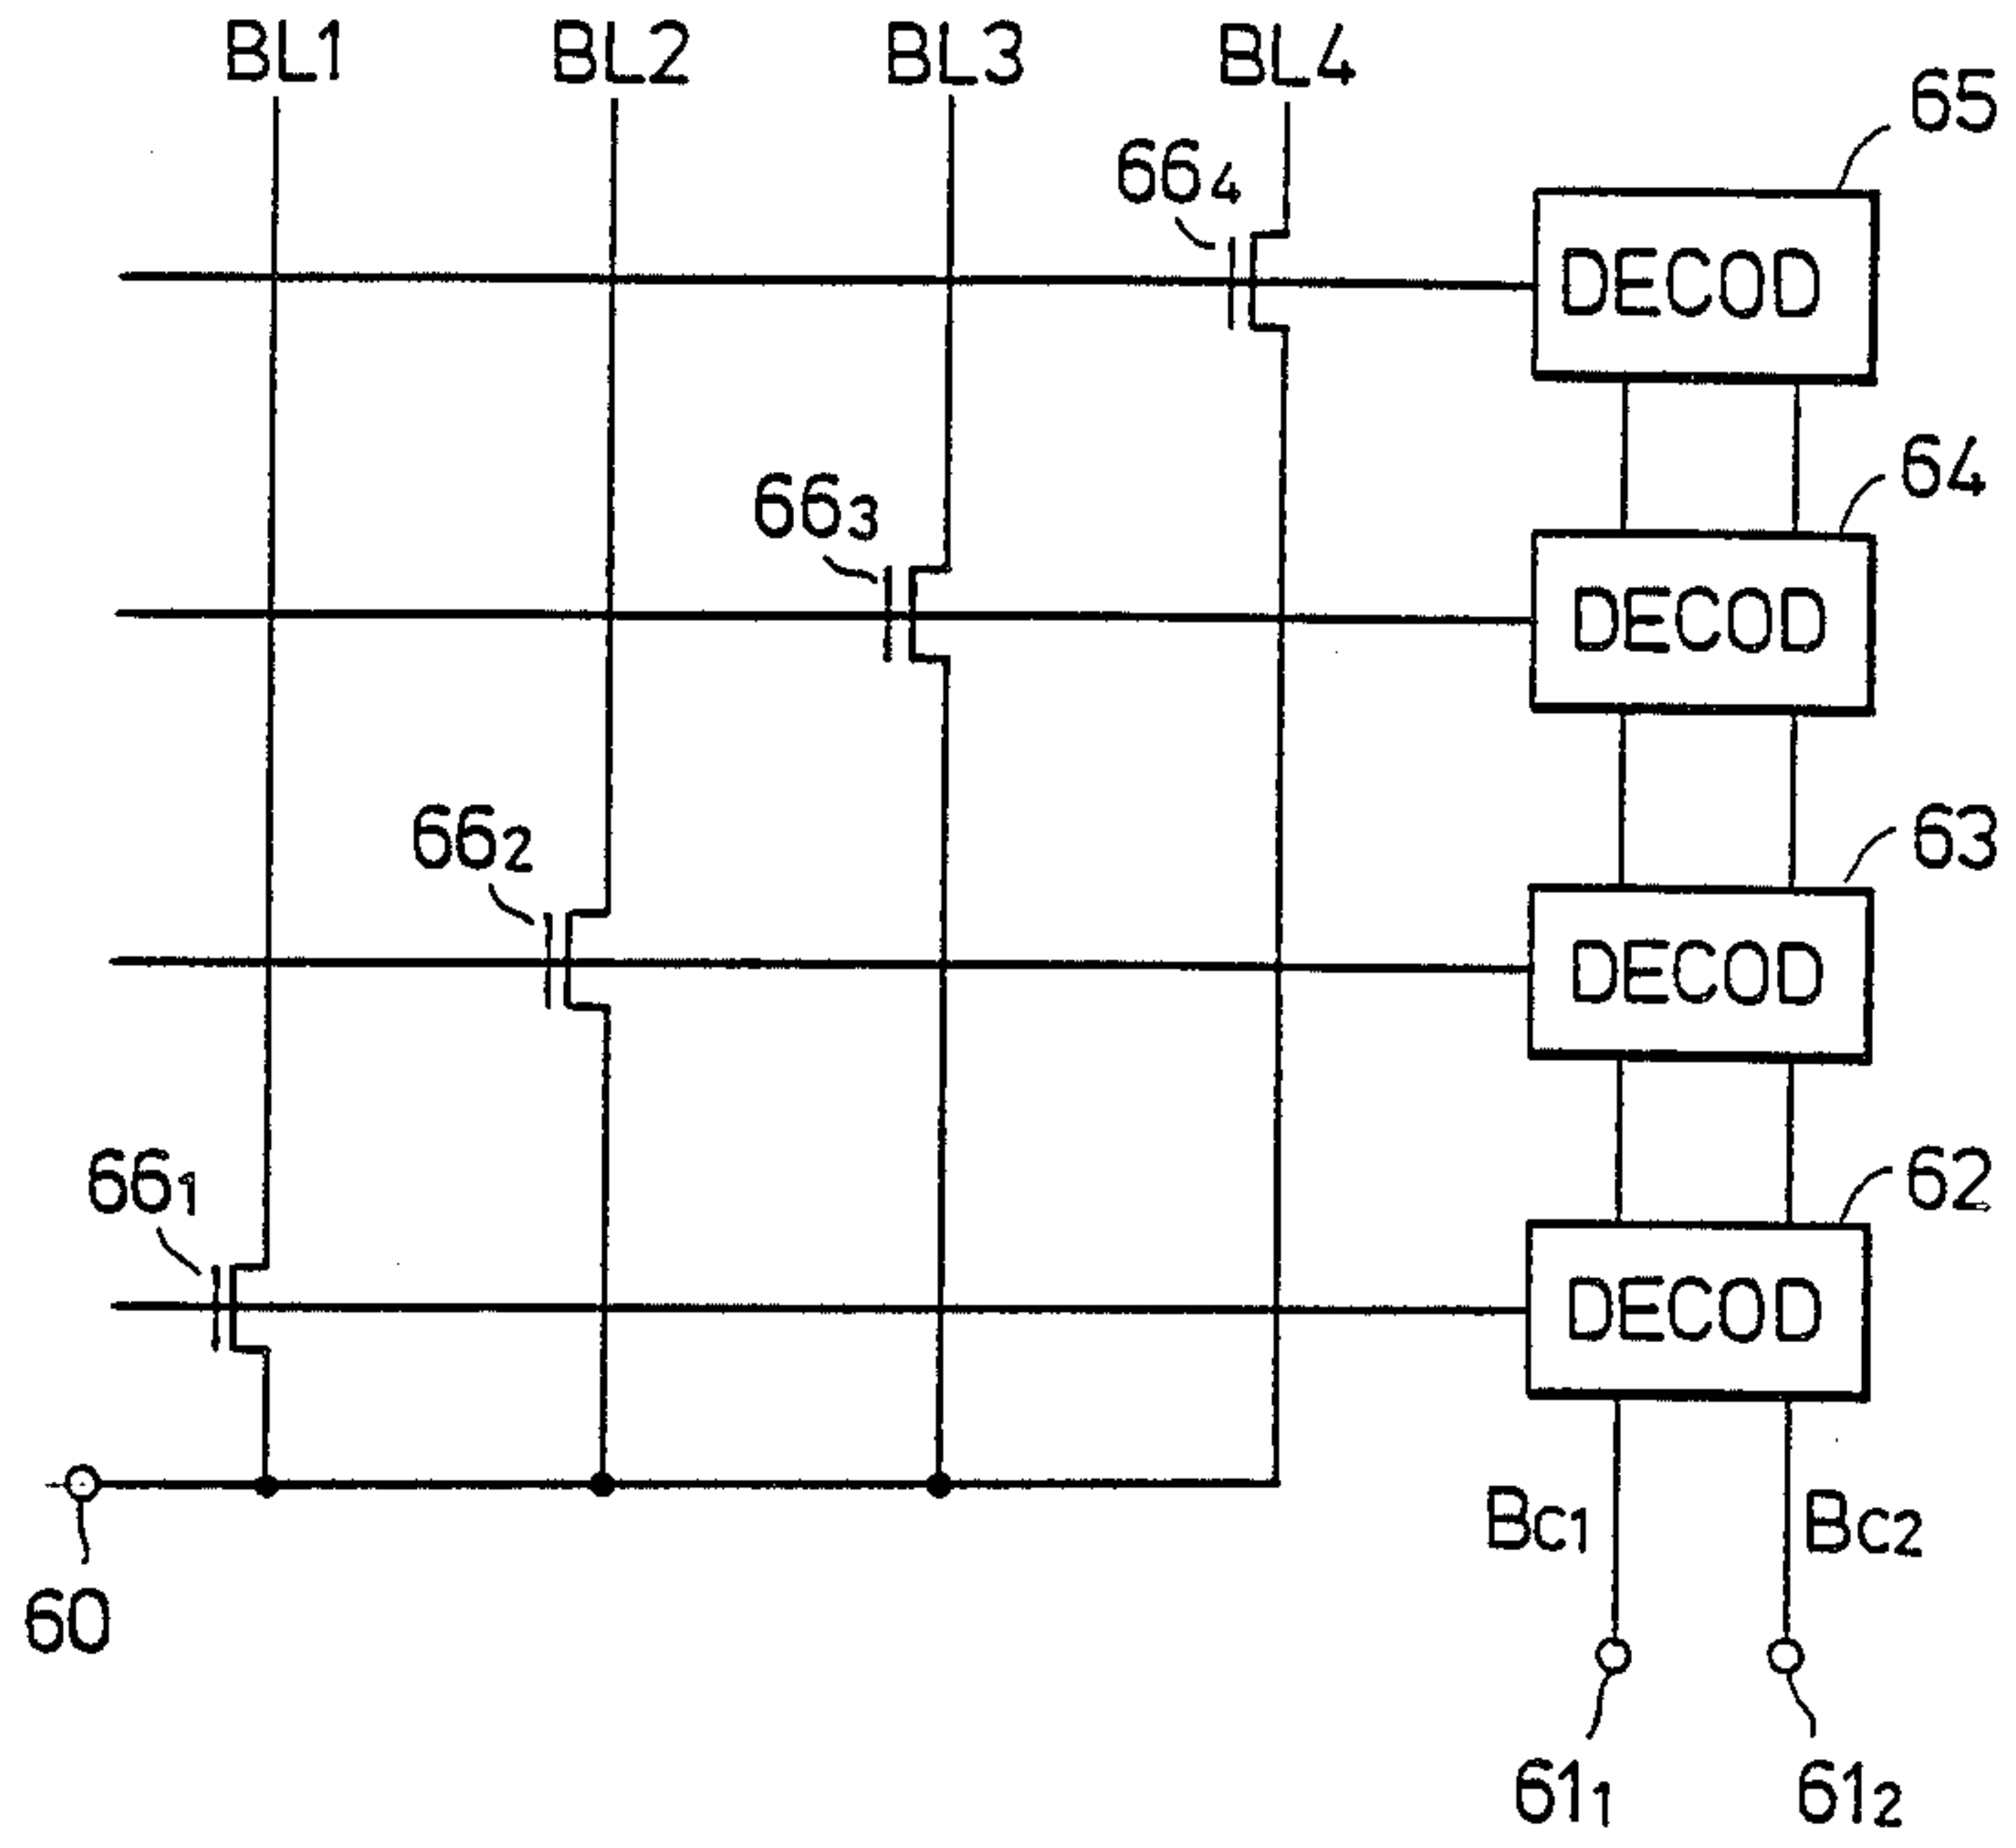 BL1 BL2 BL3 BL4
65
66₄
DECOD
64
66₃
DECOD
63
66₂
DECOD
62
66₁
DECOD
BC1 BC2
60
61₁ 61₂